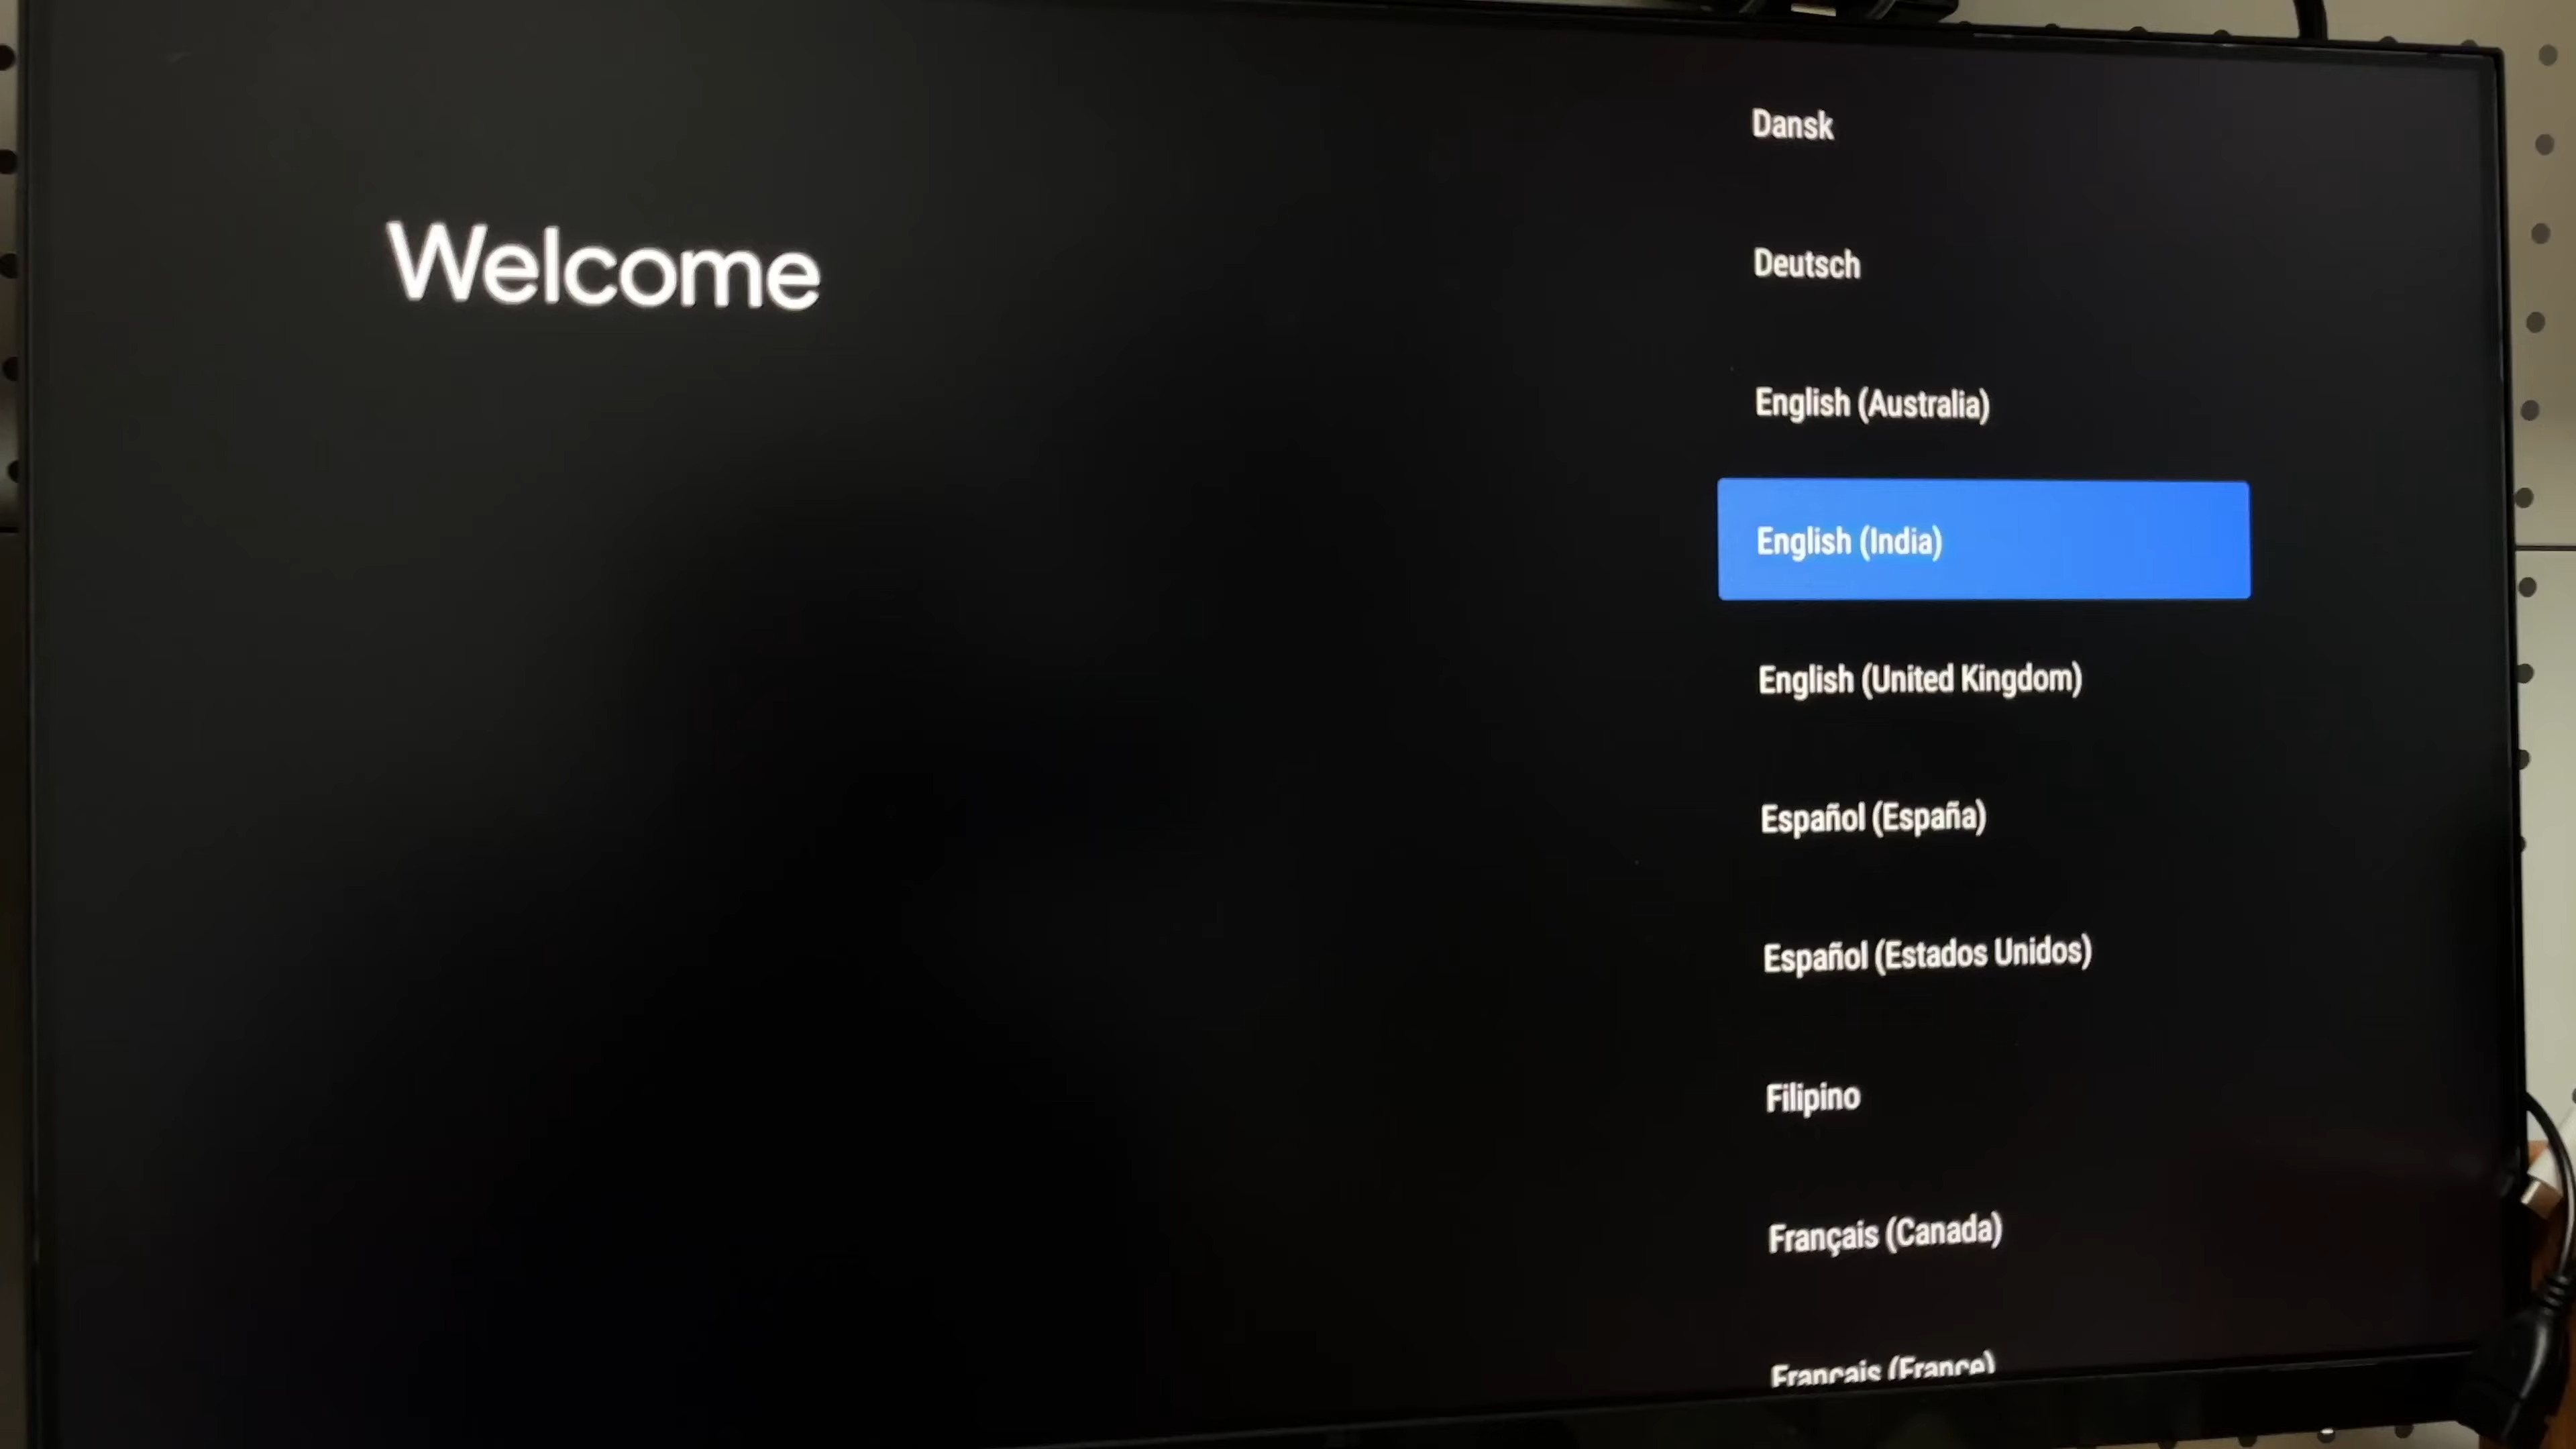 Welcome
Dansk
Deutsch
English (Australia)
English (India)
English (United Kingdom)
Español (España)
Español (Estados Unidos)
Filipino
Français (Canada)
Français (France)